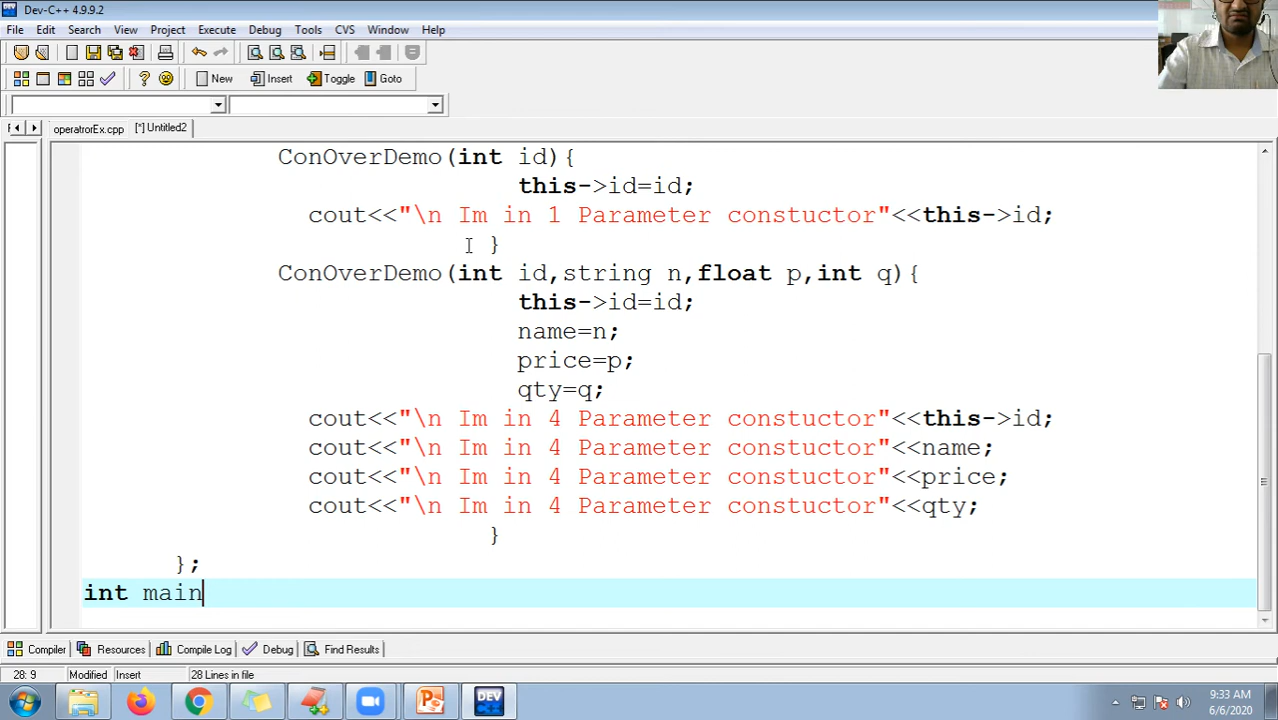 Dev-C++ 4.9.9.2
File Edit Search View Project Execute Debug Tools CVS Window Help
New Insert Toggle Goto
operatrorEx.cpp [*] Untitled2
ConOverDemo(int id){
this->id=id;
cout<<"\n Im in 1 Parameter constuctor"<<this->id;
}
ConOverDemo(int id,string n,float p,int q){
this->id=id;
name=n;
price=p;
qty=q;
cout<<"\n Im in 4 Parameter constuctor"<<this->id;
cout<<"\n Im in 4 Parameter constuctor"<<name;
cout<<"\n Im in 4 Parameter constuctor"<<price;
cout<<"\n Im in 4 Parameter constuctor"<<qty;
}
};
int main
Compiler Resources Compile Log Debug Find Results
28: 9 Modified Insert 28 Lines in file
DEV C++
9:33 AM
6/6/2020